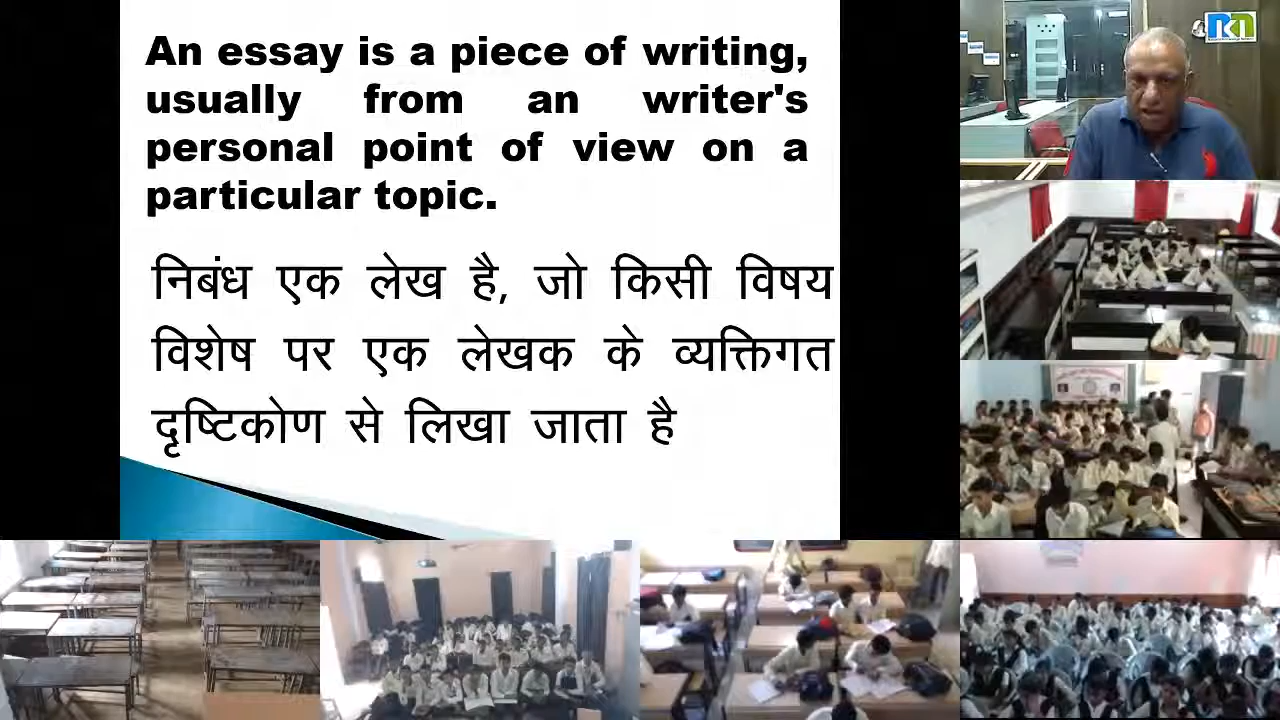 An essay is a piece of writing,
usually from an writer's
personal point of view on a
particular topic.
निबंध एक लेख है, जो किसी विषय
विशेष पर एक लेखक के व्यक्तिगत
दृष्टिकोण से लिखा जाता है